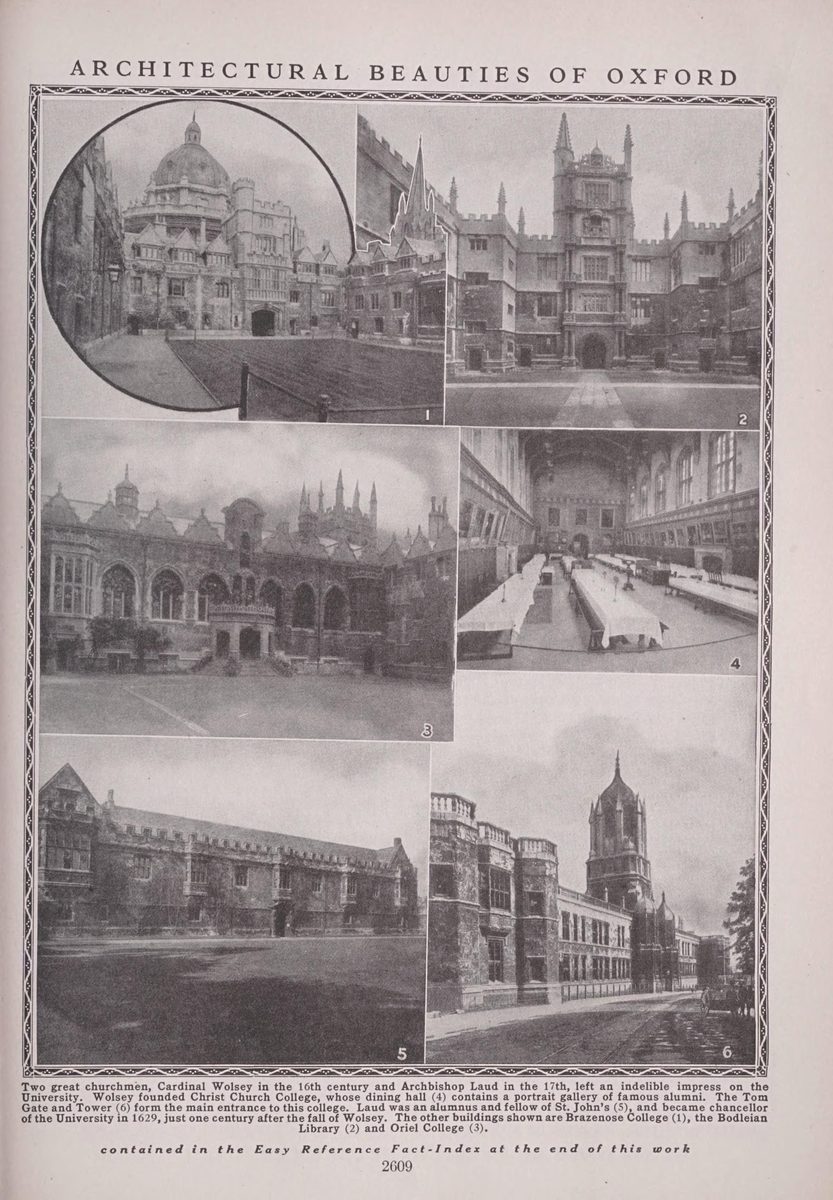 ARCHITECTURAL BEAUTIES OF OXFORD
1
2
3
4
5
6
Two great churchmen, Cardinal Wolsey in the 16th century and Archbishop Laud in the 17th, left an indelible impress on the
University. Wolsey founded Christ Church College, whose dining hall (4) contains a portrait gallery of famous alumni. The Tom
Gate and Tower (6) form the main entrance to this college. Laud was an alumnus and fellow of St. John's (5), and became chancellor
of the University in 1629, just one century after the fall of Wolsey. The other buildings shown are Brazenose College (1), the Bodleian
Library (2) and Oriel College (3).
contained in the Easy Reference Fact-Index at the end of this work
2609